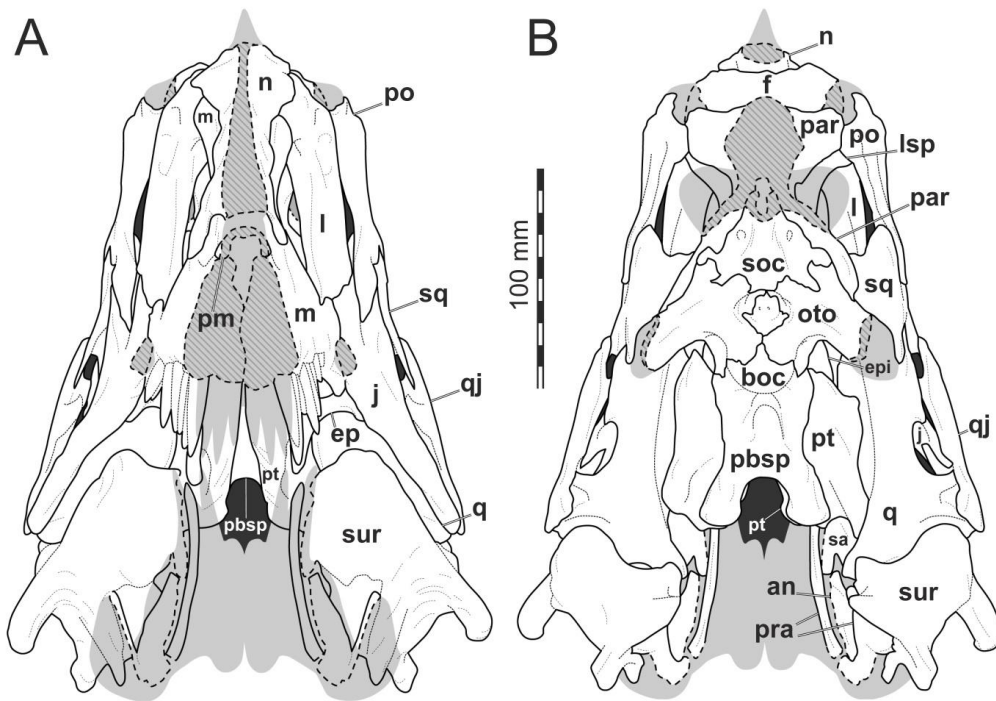 A
n
po
m
l
sq
pm
m
j
qj
ep
pt
pbsp
q
sur
100 mm
B
n
f
par
po
lsp
l
par
soc
sq
oto
boc
epi
pt
j
qj
pbsp
pt
q
sa
an
sur
pra